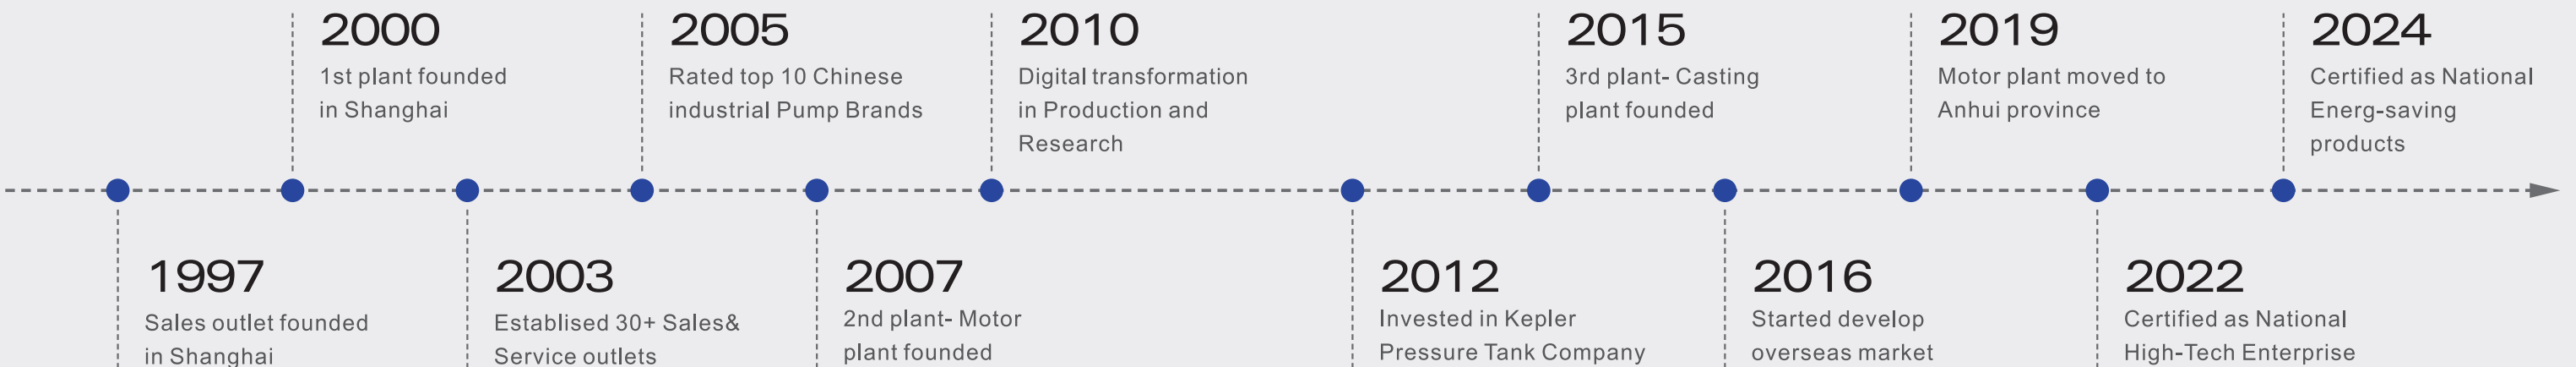 2000
1st plant founded
in Shanghai
2005
Rated top 10 Chinese
industrial Pump Brands
2010
Digital transformation
in Production and
Research
2015
3rd plant- Casting
plant founded
2019
Motor plant moved to
Anhui province
2024
Certified as National
Energ-saving
products
1997
Sales outlet founded
in Shanghai
2003
Establised 30+ Sales&
Service outlets
2007
2nd plant- Motor
plant founded
2012
Invested in Kepler
Pressure Tank Company
2016
Started develop
overseas market
2022
Certified as National
High-Tech Enterprise